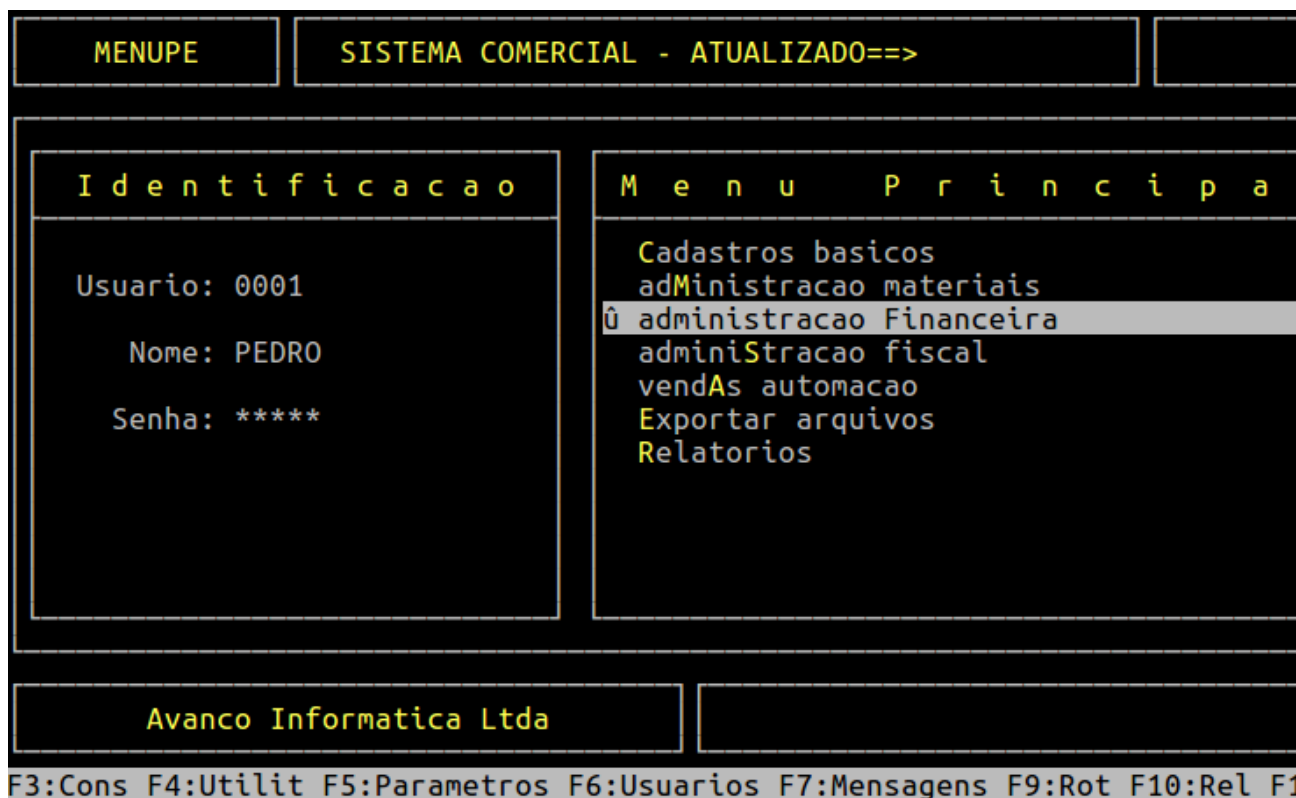 MENUPE
SISTEMA COMERCIAL - ATUALIZADO==>
I d e n t i f i c a c a o
Usuario: 0001
Nome: PEDRO
Senha: *****
M e n u   P r i n c i p a
Cadastros basicos
adMinistracao materiais
û administracao Financeira
adminiStracao fiscal
vendAs automacao
Exportar arquivos
Relatorios
Avanco Informatica Ltda
F3:Cons F4:Utilit F5:Parametros F6:Usuarios F7:Mensagens F9:Rot F10:Rel F1